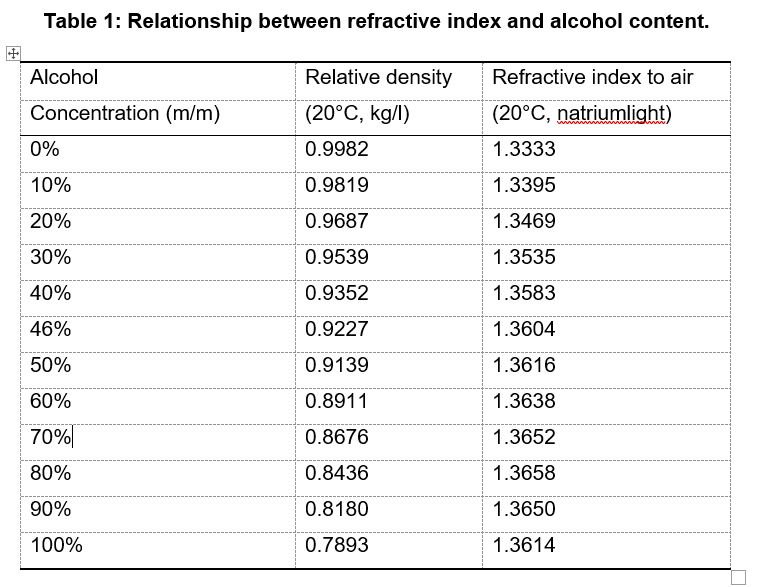 Table 1: Relationship between refractive index and alcohol content.
Alcohol Relative density Refractive index to air
Concentration (m/m) (20°C, kg/l) (20°C, natriumlight)
0% 0.9982 1.3333
10% 0.9819 1.3395
20% 0.9687 1.3469
30% 0.9539 1.3535
40% 0.9352 1.3583
46% 0.9227 1.3604
50% 0.9139 1.3616
60% 0.8911 1.3638
70% 0.8676 1.3652
80% 0.8436 1.3658
90% 0.8180 1.3650
100% 0.7893 1.3614